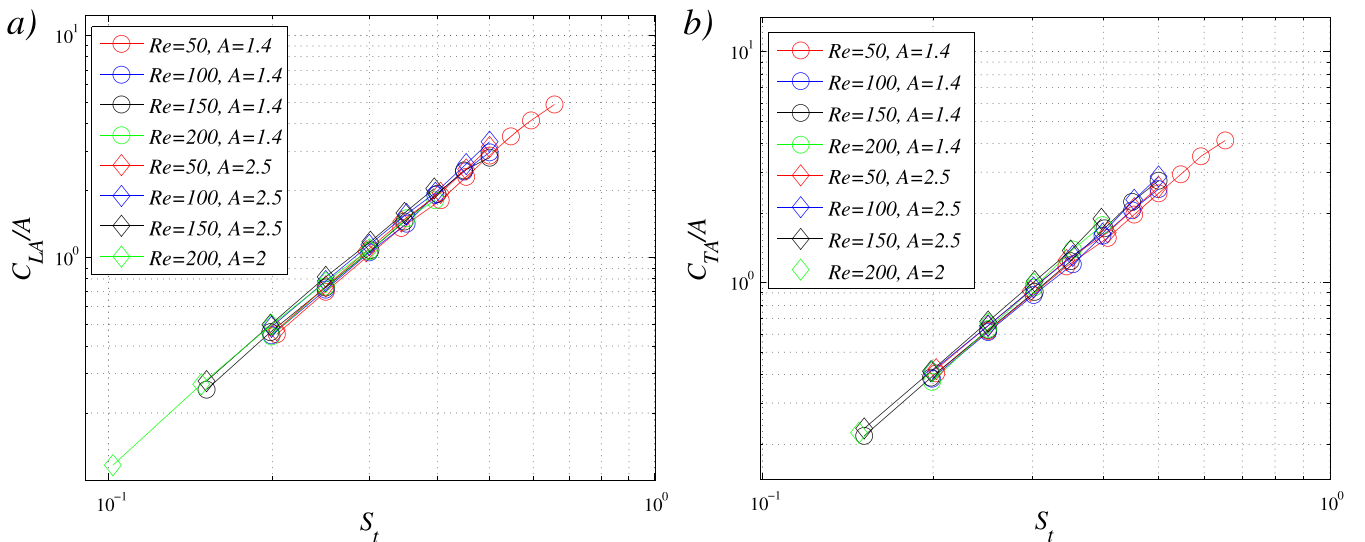 a)
10¹
10⁰
C_LA/A
Re=50, A=1.4
Re=100, A=1.4
Re=150, A=1.4
Re=200, A=1.4
Re=50, A=2.5
Re=100, A=2.5
Re=150, A=2.5
Re=200, A=2
10⁻¹
10⁰
S_t
b)
10¹
10⁰
C_TA/A
Re=50, A=1.4
Re=100, A=1.4
Re=150, A=1.4
Re=200, A=1.4
Re=50, A=2.5
Re=100, A=2.5
Re=150, A=2.5
Re=200, A=2
10⁻¹
10⁰
S_t